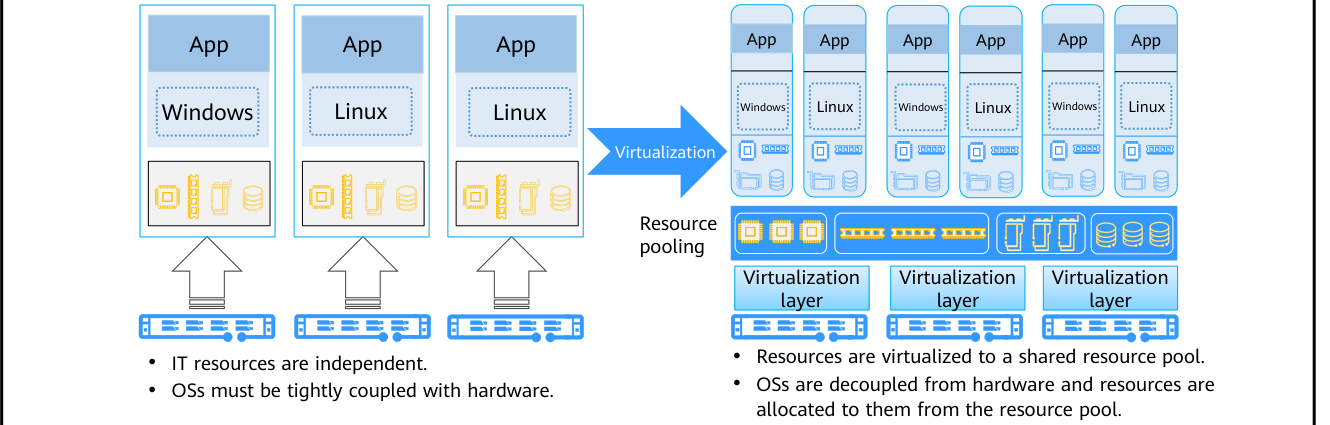 App
Windows
App
Linux
App
Linux
• IT resources are independent.
• OSs must be tightly coupled with hardware.
Virtualization
App
Windows
App
Linux
App
Windows
App
Linux
App
Windows
App
Linux
Resource
pooling
Virtualization
layer
Virtualization
layer
Virtualization
layer
• Resources are virtualized to a shared resource pool.
• OSs are decoupled from hardware and resources are
allocated to them from the resource pool.